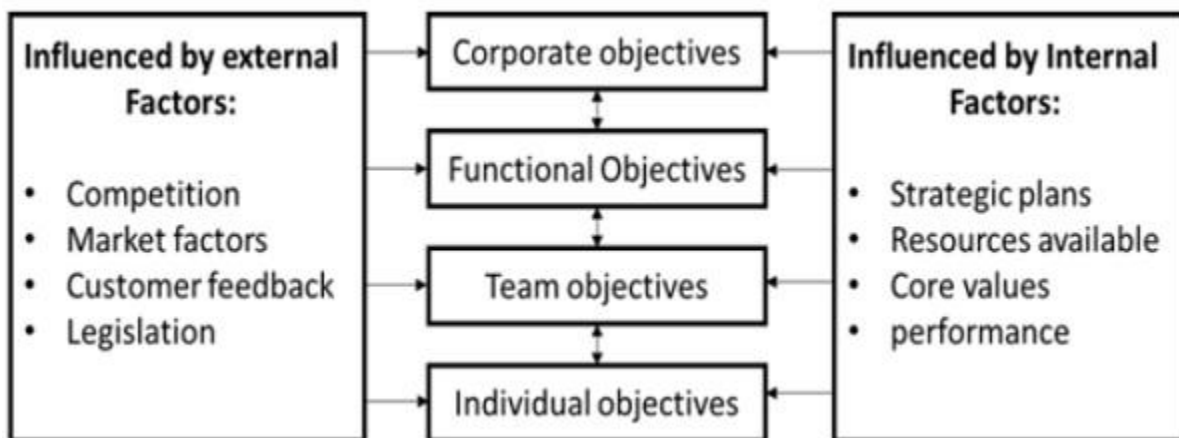 Influenced by external
Factors:
• Competition
• Market factors
• Customer feedback
• Legislation
Corporate objectives
Functional Objectives
Team objectives
Individual objectives
Influenced by Internal
Factors:
• Strategic plans
• Resources available
• Core values
• performance